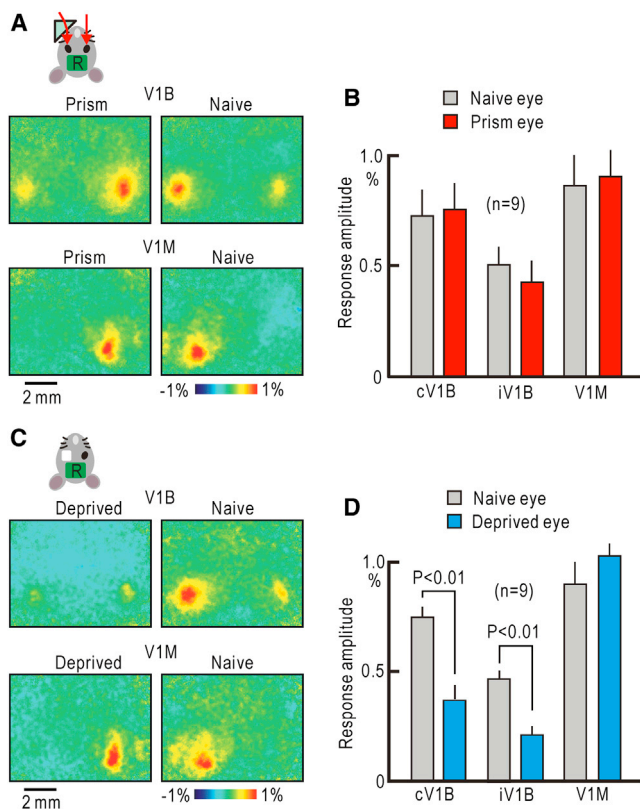 A
R
V1B
Prism Naive
V1M
Prism Naive
2 mm
-1% 1%
B
Naive eye
Prism eye
1.0
%
0.5
0
Response amplitude
(n=9)
cV1B iV1B V1M
C
R
V1B
Deprived Naive
V1M
Deprived Naive
2 mm
-1% 1%
D
Naive eye
Deprived eye
1.0
%
0.5
0
Response amplitude
P<0.01
(n=9)
P<0.01
cV1B iV1B V1M